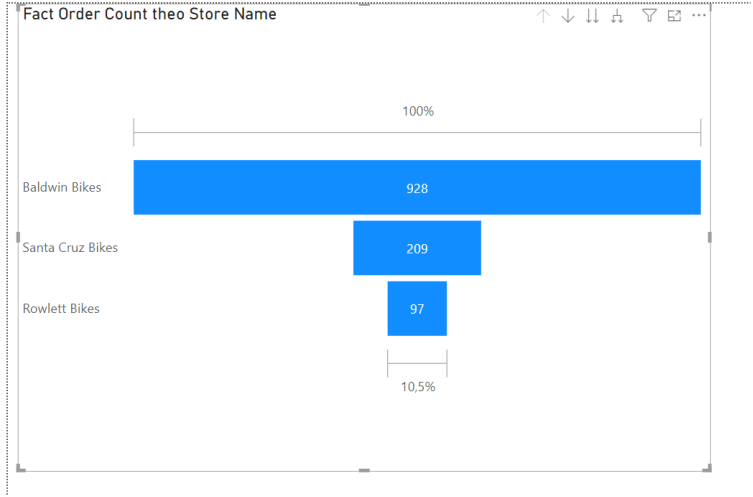 Fact Order Count theo Store Name
100%
Baldwin Bikes
928
Santa Cruz Bikes
209
Rowlett Bikes
97
10,5%